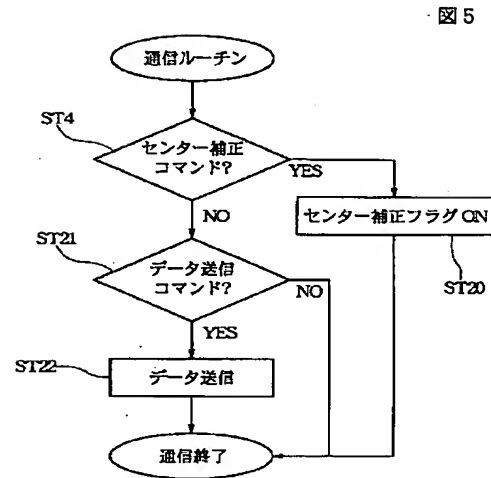 図5
通信ルーチン
ST4
センター補正
コマンド?
YES
NO
センター補正フラグ ON
ST20
ST21
データ送信
コマンド?
NO
YES
ST22
データ送信
通信終了